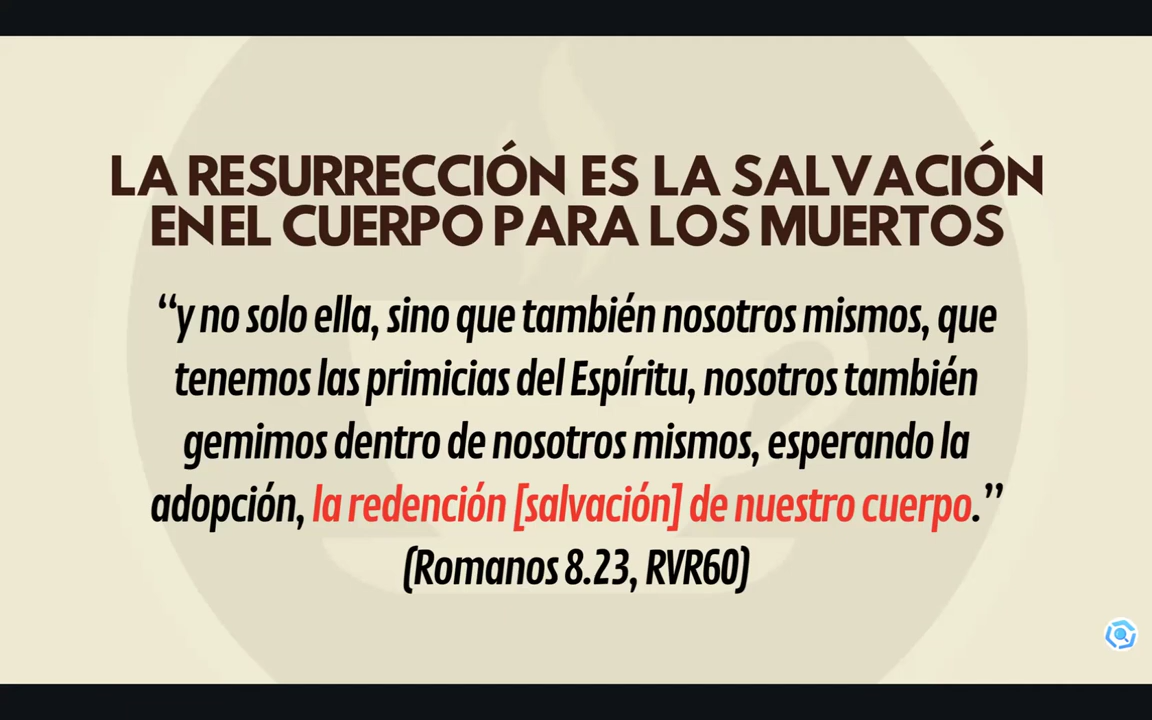 LA RESURRECCIÓN ES LA SALVACIÓN
EN EL CUERPO PARA LOS MUERTOS
“y no solo ella, sino que también nosotros mismos, que
tenemos las primicias del Espíritu, nosotros también
gemimos dentro de nosotros mismos, esperando la
adopción, la redención [salvación] de nuestro cuerpo.”
(Romanos 8.23, RVR60)